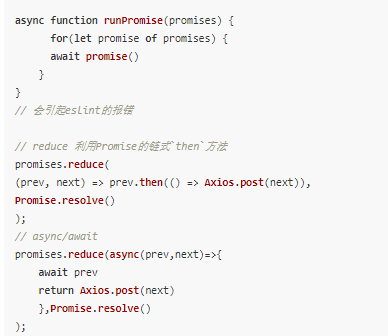 async function runPromise(promises) {
for(let promise of promises) {
await promise()
}
}
// 会引起eslint的报错
// reduce 利用Promise的链式`then`方法
promises.reduce(
(prev, next) => prev.then(() => Axios.post(next)),
Promise.resolve()
);
// async/await
promises.reduce(async(prev,next)=>{
await prev
return Axios.post(next)
},Promise.resolve()
);